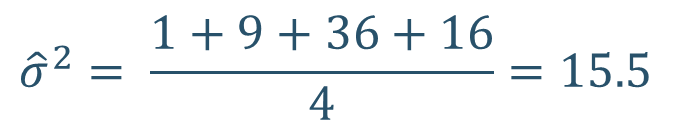 σ̂² = (1 + 9 + 36 + 16) / 4 = 15.5